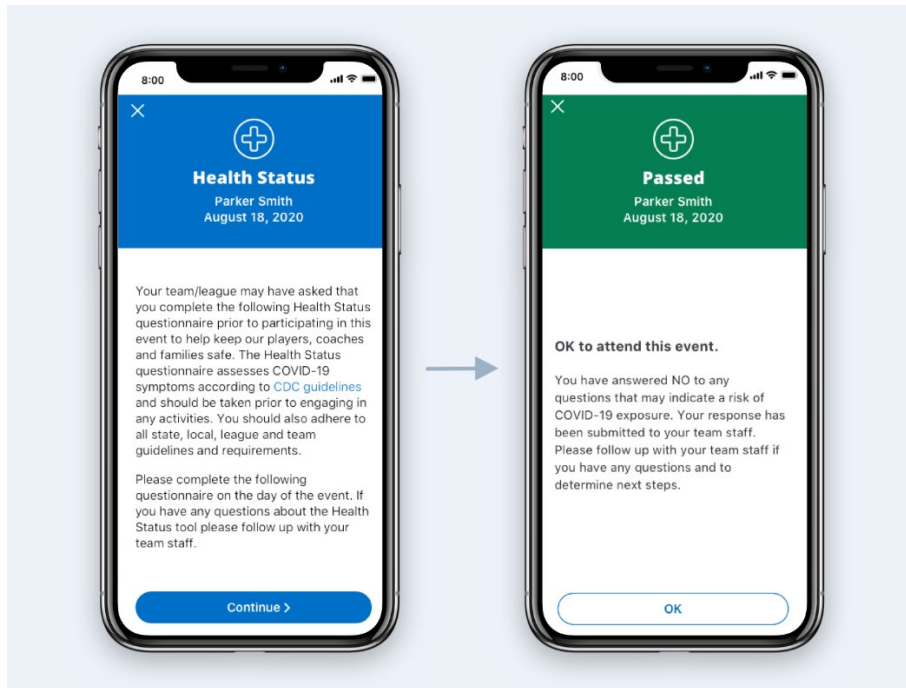 8:00
Health Status
Parker Smith
August 18, 2020
Your team/league may have asked that
you complete the following Health Status
questionnaire prior to participating in this
event to help keep our players, coaches
and families safe. The Health Status
questionnaire assesses COVID-19
symptoms according to CDC guidelines
and should be taken prior to engaging in
any activities. You should also adhere to
all state, local, league and team
guidelines and requirements.
Please complete the following
questionnaire on the day of the event. If
you have any questions about the Health
Status tool please follow up with your
team staff.
Continue >
8:00
Passed
Parker Smith
August 18, 2020
OK to attend this event.
You have answered NO to any
questions that may indicate a risk of
COVID-19 exposure. Your response has
been submitted to your team staff.
Please follow up with your team staff if
you have any questions and to
determine next steps.
OK